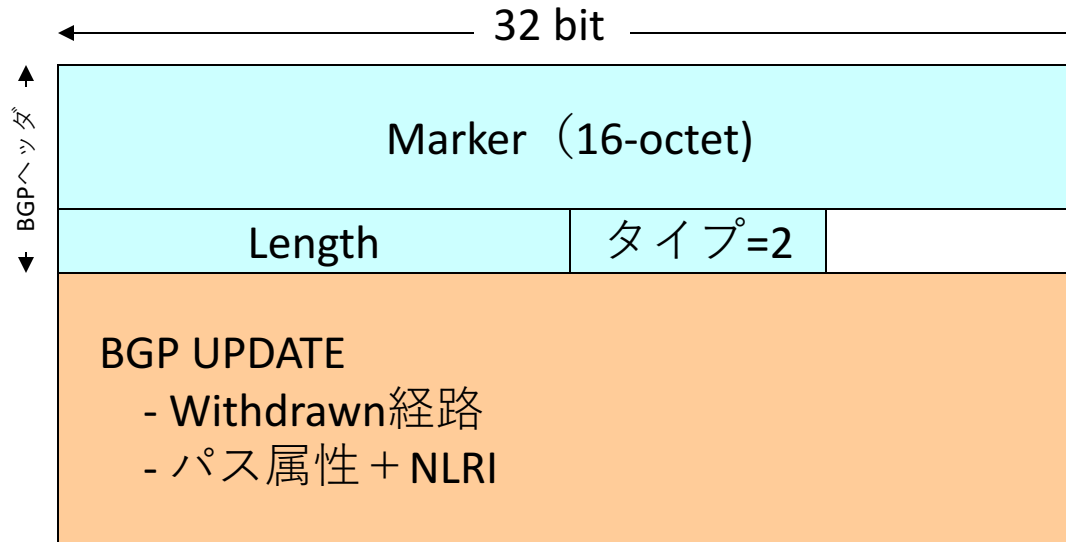 32 bit
BGPヘッダ
Marker（16-octet)
Length
タイプ=2
BGP UPDATE
- Withdrawn経路
- パス属性＋NLRI